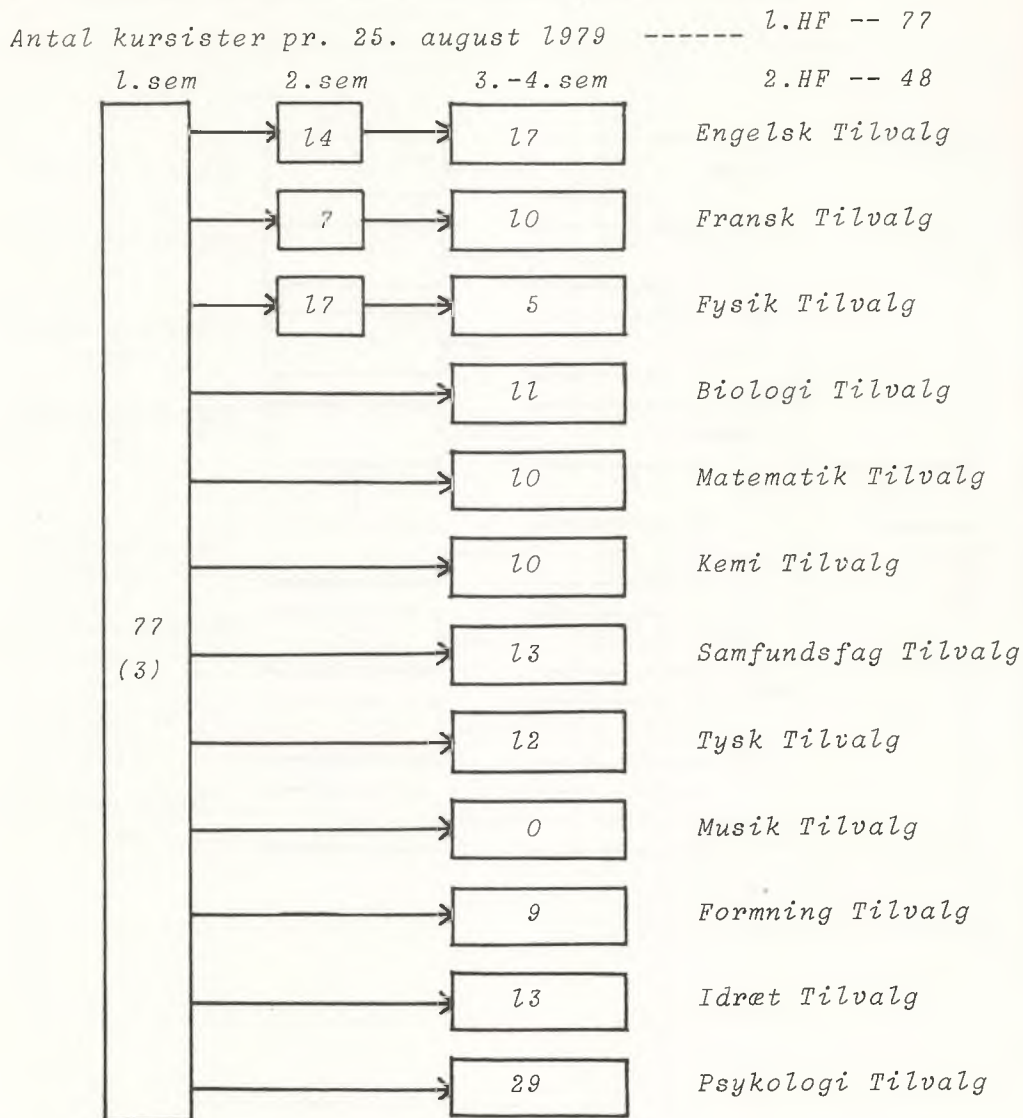 Antal kursister pr. 25. august 1979 ------ 1.HF -- 77
2.HF -- 48
1.sem 2.sem 3.-4.sem
14 17 Engelsk Tilvalg
7 10 Fransk Tilvalg
17 5 Fysik Tilvalg
11 Biologi Tilvalg
10 Matematik Tilvalg
10 Kemi Tilvalg
77
(3)
13 Samfundsfag Tilvalg
12 Tysk Tilvalg
0 Musik Tilvalg
9 Formning Tilvalg
13 Idræt Tilvalg
29 Psykologi Tilvalg